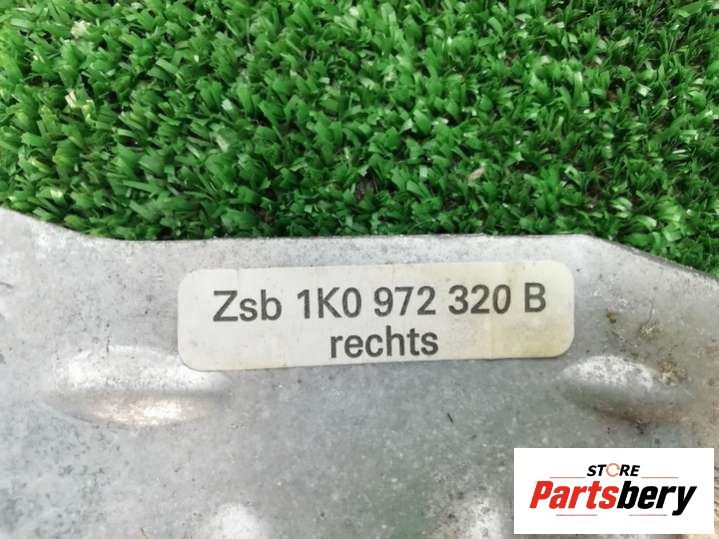 Zsb 1K0 972 320 B
rechts
STORE
Partsbery